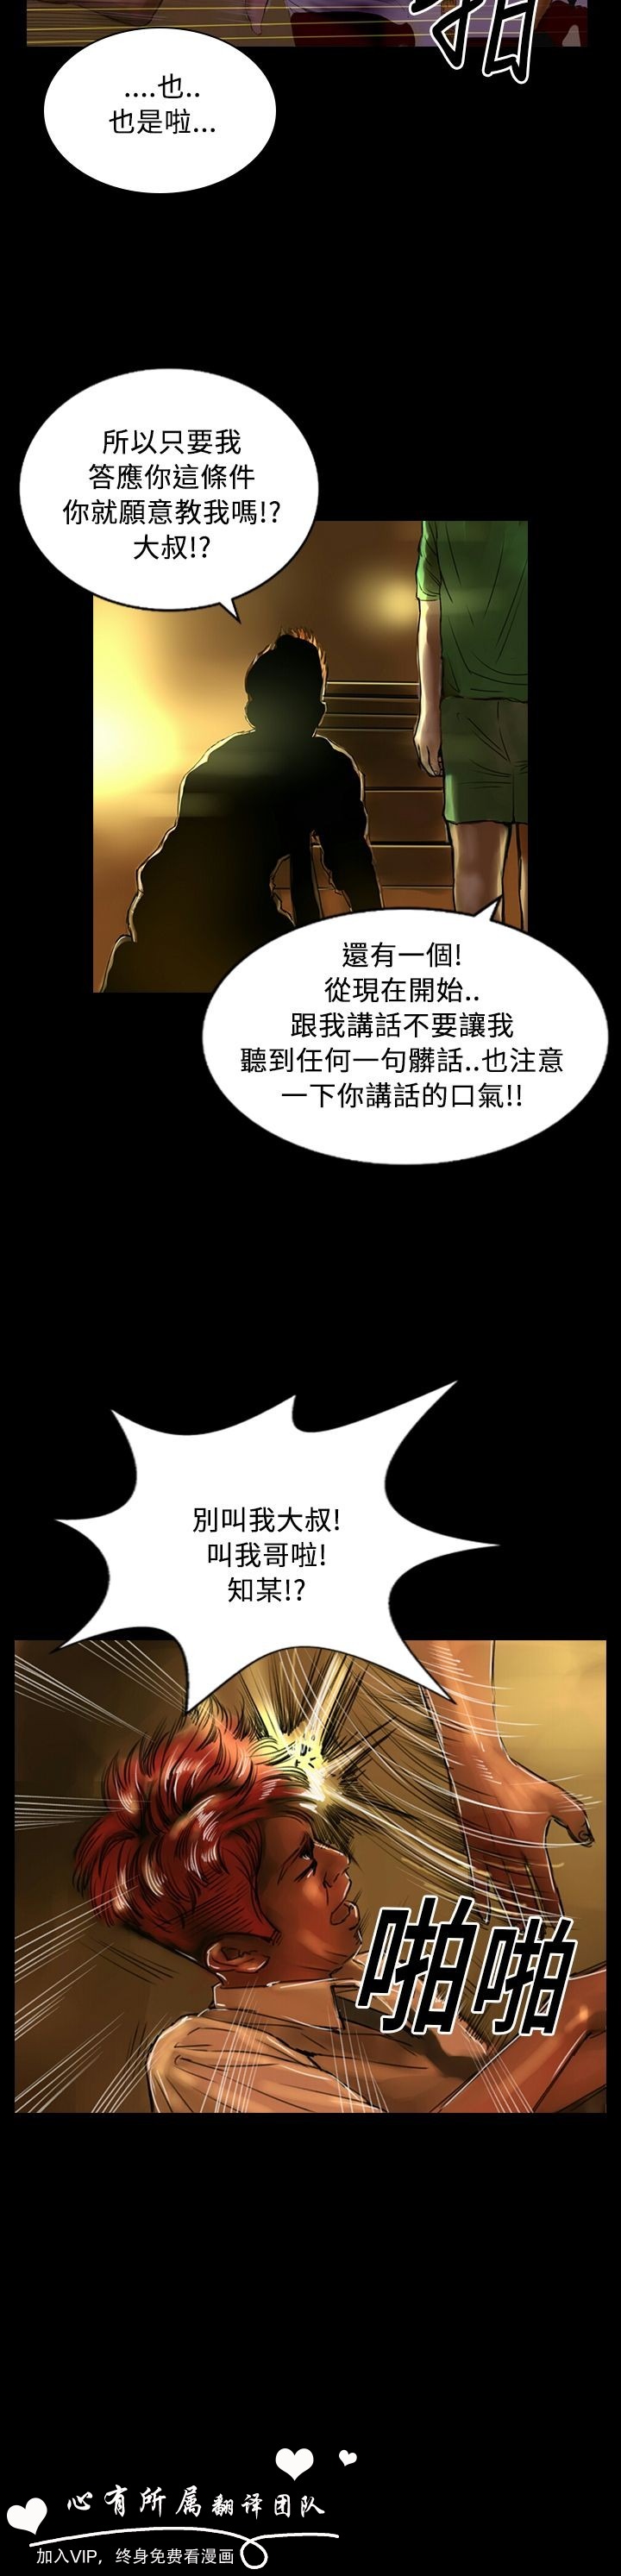 拍
....也..
也是啦...
所以只要我
答應你這條件
你就願意教我嗎!?
大叔!?
還有一個!
從現在開始..
跟我講話不要讓我
聽到任何一句髒話..也注意
一下你講話的口氣!!
別叫我大叔!
叫我哥啦!
知某!?
啪啪
心有所属翻译团队
加入VIP，终身免费看漫画